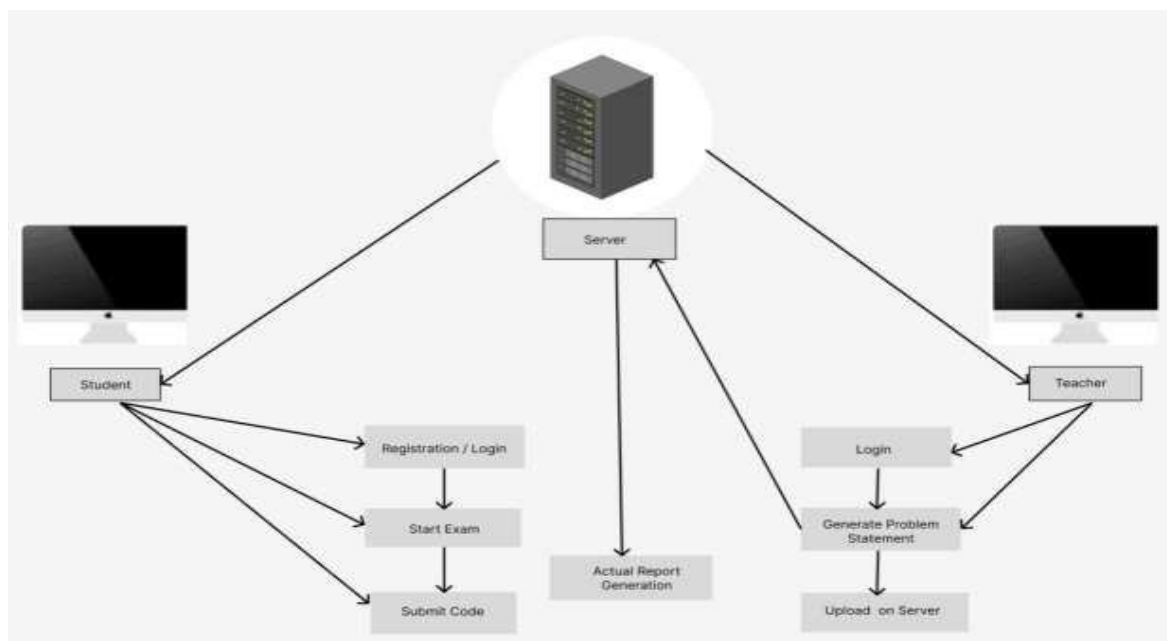 Server
Student
Teacher
Registration / Login
Login
Start Exam
Generate Problem
Statement
Actual Report
Generation
Submit Code
Upload on Server